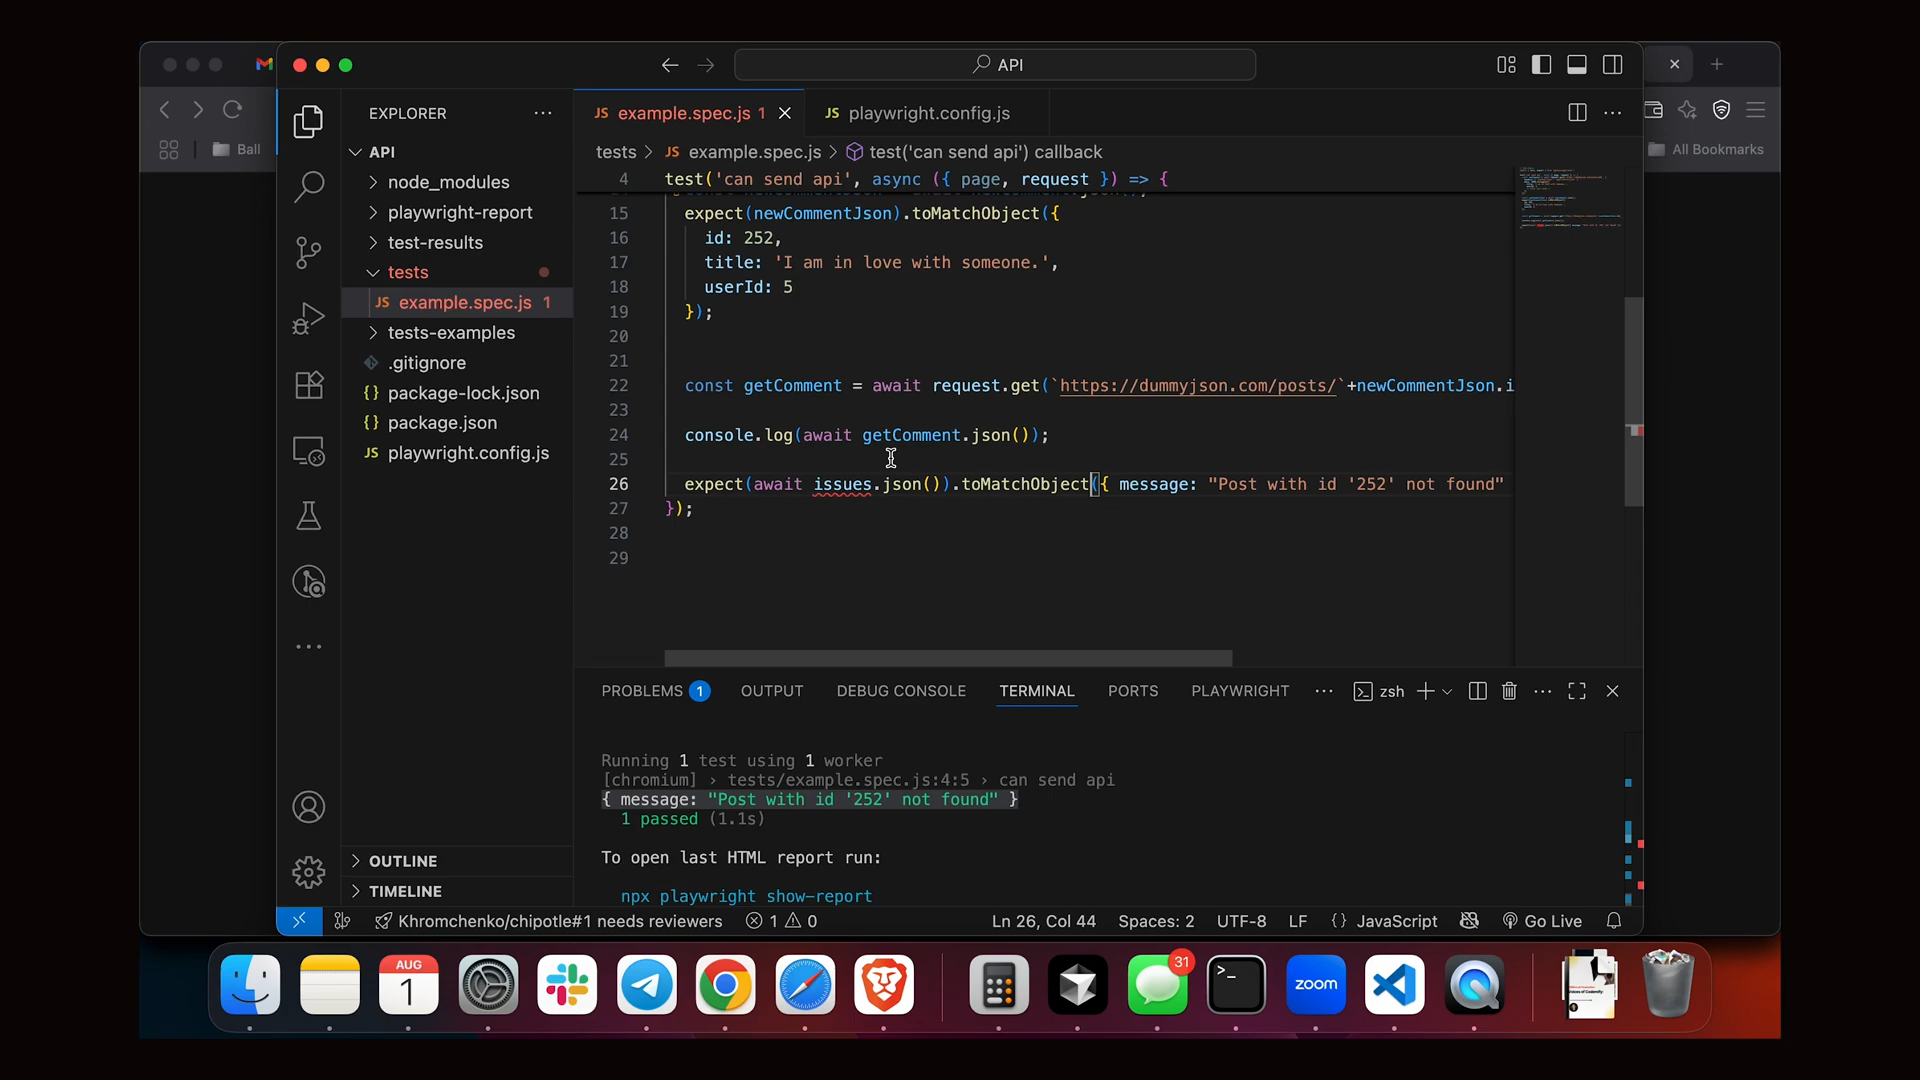 API
Ball
All Bookmarks
EXPLORER
JS example.spec.js 1
JS playwright.config.js
API
node_modules
playwright-report
test-results
tests
JS example.spec.js 1
tests-examples
.gitignore
{} package-lock.json
{} package.json
JS playwright.config.js
OUTLINE
TIMELINE
tests > JS example.spec.js > test('can send api') callback
4 test('can send api', async ({ page, request }) => {
15 expect(newCommentJson).toMatchObject({
16 id: 252,
17 title: 'I am in love with someone.',
18 userId: 5
19 });
20
21
22 const getComment = await request.get(`https://dummyjson.com/posts/`+newCommentJson.i
23
24 console.log(await getComment.json());
25
26 expect(await issues.json()).toMatchObject({ message: "Post with id '252' not found"
27 });
28
29
PROBLEMS 1 OUTPUT DEBUG CONSOLE TERMINAL PORTS PLAYWRIGHT zsh
Running 1 test using 1 worker
[chromium] › tests/example.spec.js:4:5 › can send api
{ message: "Post with id '252' not found" }
1 passed (1.1s)
To open last HTML report run:
npx playwright show-report
Khromchenko/chipotle#1 needs reviewers 1 0 Ln 26, Col 44 Spaces: 2 UTF-8 LF {} JavaScript Go Live
AUG
1
31
zoom